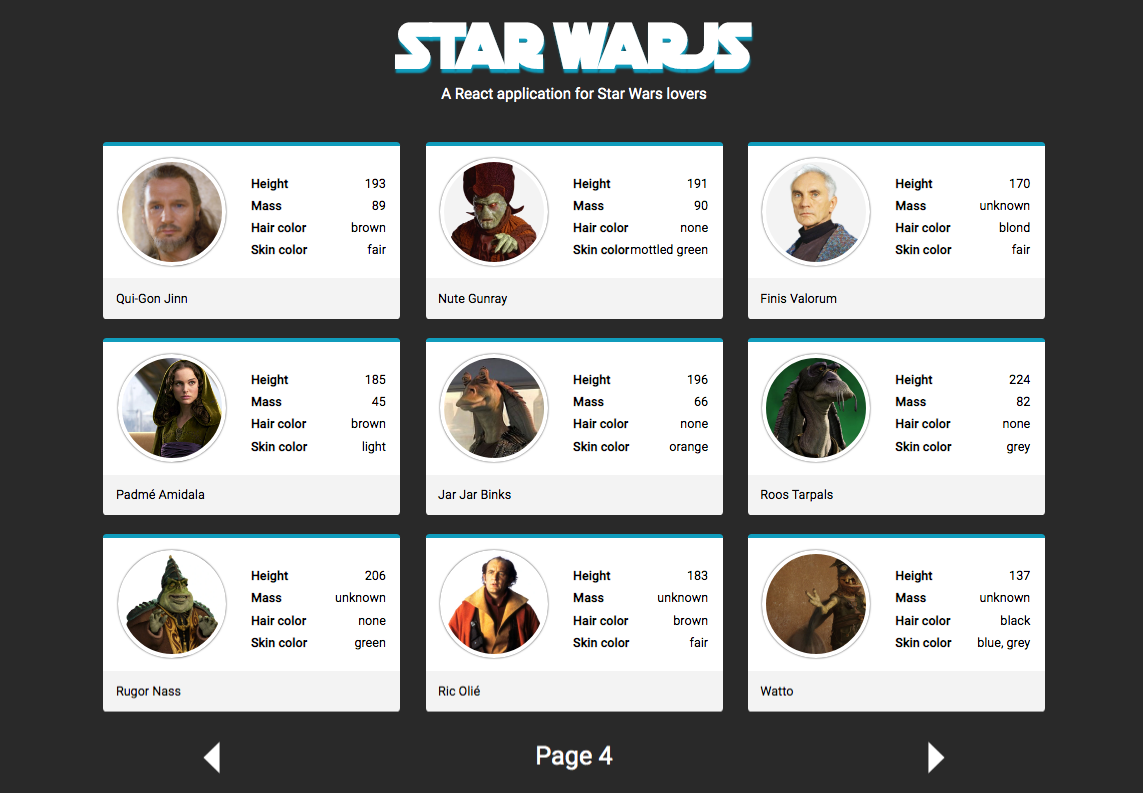 STAR WARJS
A React application for Star Wars lovers
Height 193
Mass 89
Hair color brown
Skin color fair
Qui-Gon Jinn
Height 191
Mass 90
Hair color none
Skin color mottled green
Nute Gunray
Height 170
Mass unknown
Hair color blond
Skin color fair
Finis Valorum
Height 185
Mass 45
Hair color brown
Skin color light
Padmé Amidala
Height 196
Mass 66
Hair color none
Skin color orange
Jar Jar Binks
Height 224
Mass 82
Hair color none
Skin color grey
Roos Tarpals
Height 206
Mass unknown
Hair color none
Skin color green
Rugor Nass
Height 183
Mass unknown
Hair color brown
Skin color fair
Ric Olié
Height 137
Mass unknown
Hair color black
Skin color blue, grey
Watto
Page 4